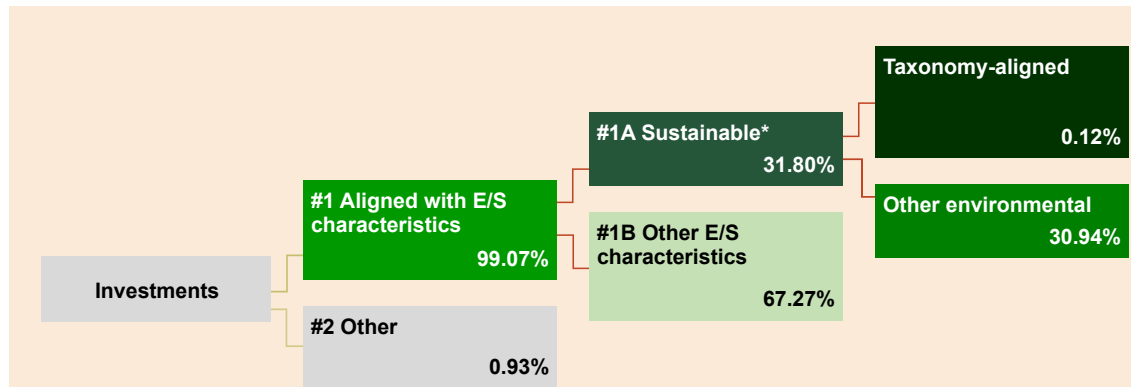 Investments
#1 Aligned with E/S
characteristics
99.07%
#2 Other
0.93%
#1A Sustainable*
31.80%
#1B Other E/S
characteristics
67.27%
Taxonomy-aligned
0.12%
Other environmental
30.94%